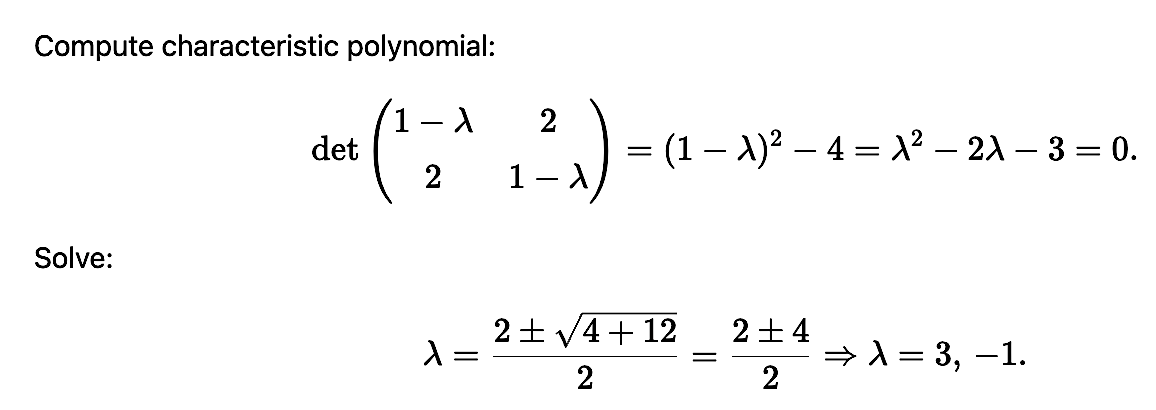 Compute characteristic polynomial:
det ( 1 − λ 2 ; 2 1 − λ ) = (1 − λ)² − 4 = λ² − 2λ − 3 = 0.
Solve:
λ = (2 ± √(4 + 12))/2 = (2 ± 4)/2 ⇒ λ = 3, −1.